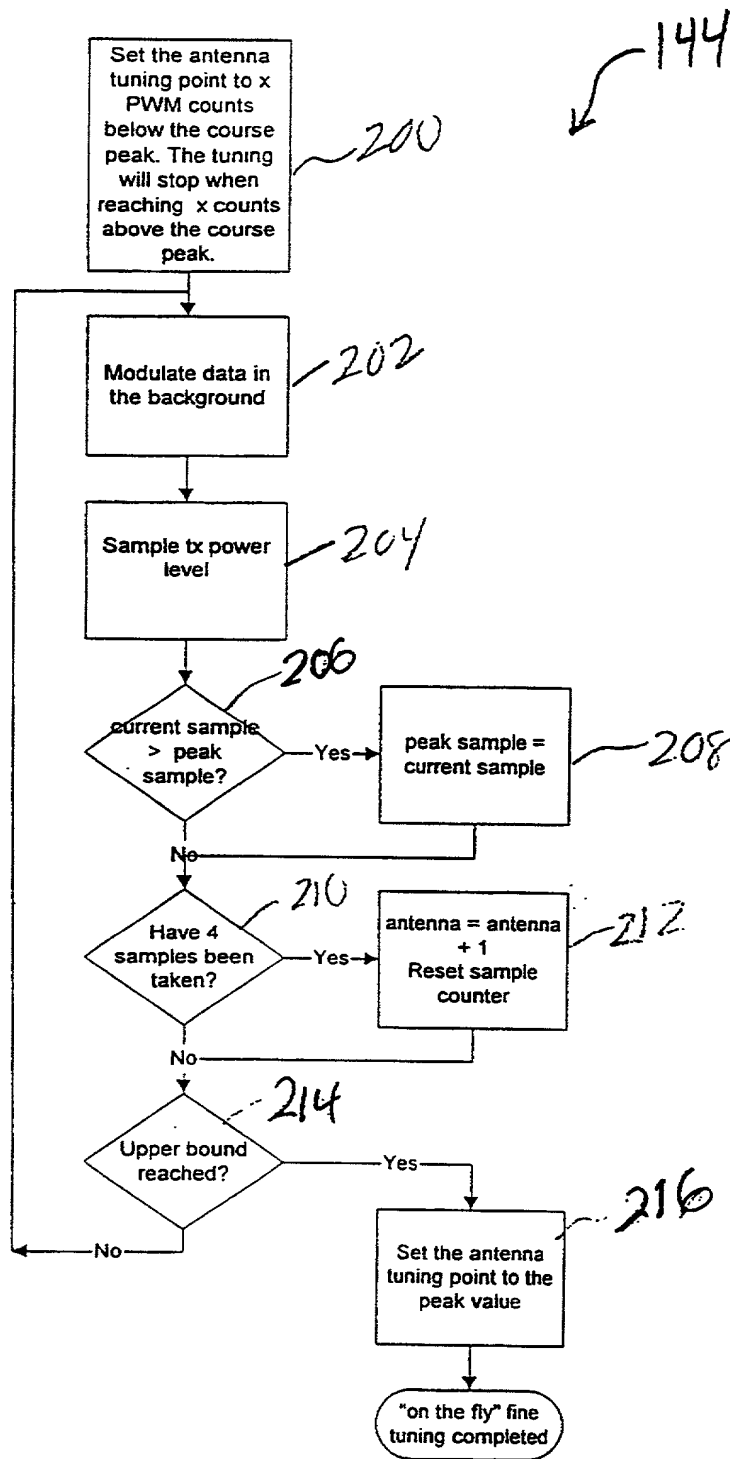 144
Set the antenna
tuning point to x
PWM counts
below the course
peak. The tuning
will stop when
reaching x counts
above the course
peak.
200
Modulate data in
the background
202
Sample tx power
level
204
206
current sample
> peak
sample?
Yes
peak sample =
current sample
208
No
210
Have 4
samples been
taken?
Yes
antenna = antenna
+ 1
Reset sample
counter
212
No
214
Upper bound
reached?
Yes
No
216
Set the antenna
tuning point to the
peak value
"on the fly" fine
tuning completed